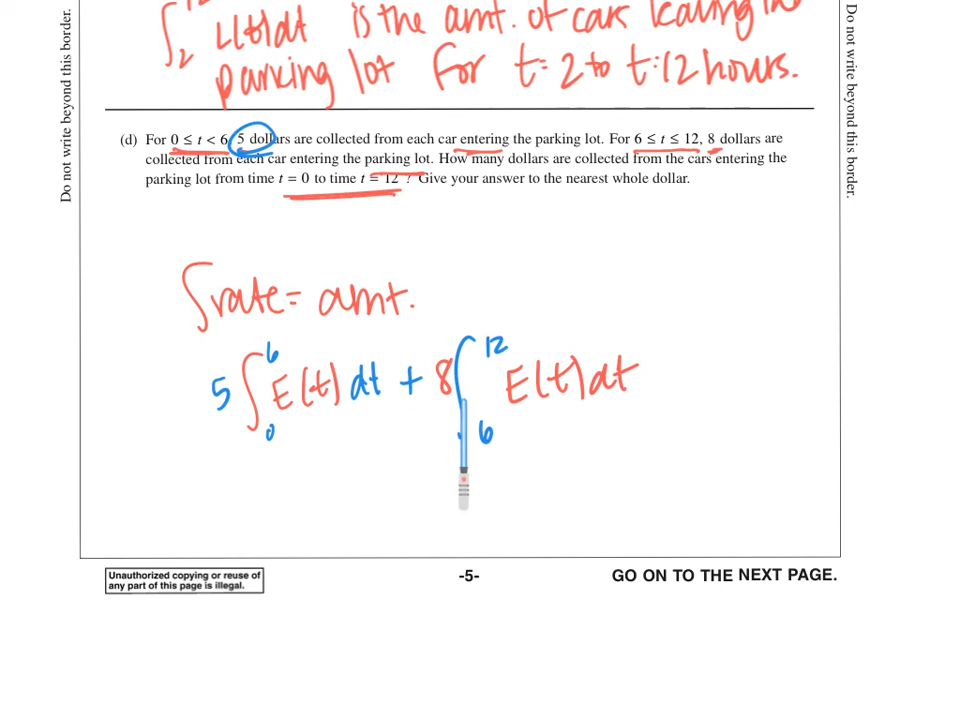 ∫₂¹² L(t)dt is the amt. of cars leaving the
parking lot for t=2 to t=12 hours.
(d) For 0 ≤ t < 6, 5 dollars are collected from each car entering the parking lot. For 6 ≤ t ≤ 12, 8 dollars are
collected from each car entering the parking lot. How many dollars are collected from the cars entering the
parking lot from time t = 0 to time t = 12 ? Give your answer to the nearest whole dollar.
∫rate = amt.
5 ∫₀⁶ E(t) dt + 8 ∫₆¹² E(t)dt
Unauthorized copying or reuse of
any part of this page is illegal.
-5-
GO ON TO THE NEXT PAGE.
Do not write beyond this border.
Do not write beyond this border.